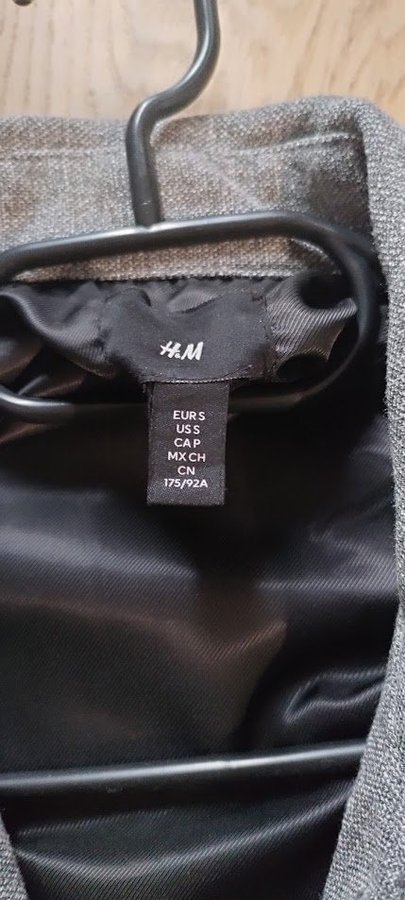 H&M
EUR S
US S
CA P
MX CH
CN
175/92A